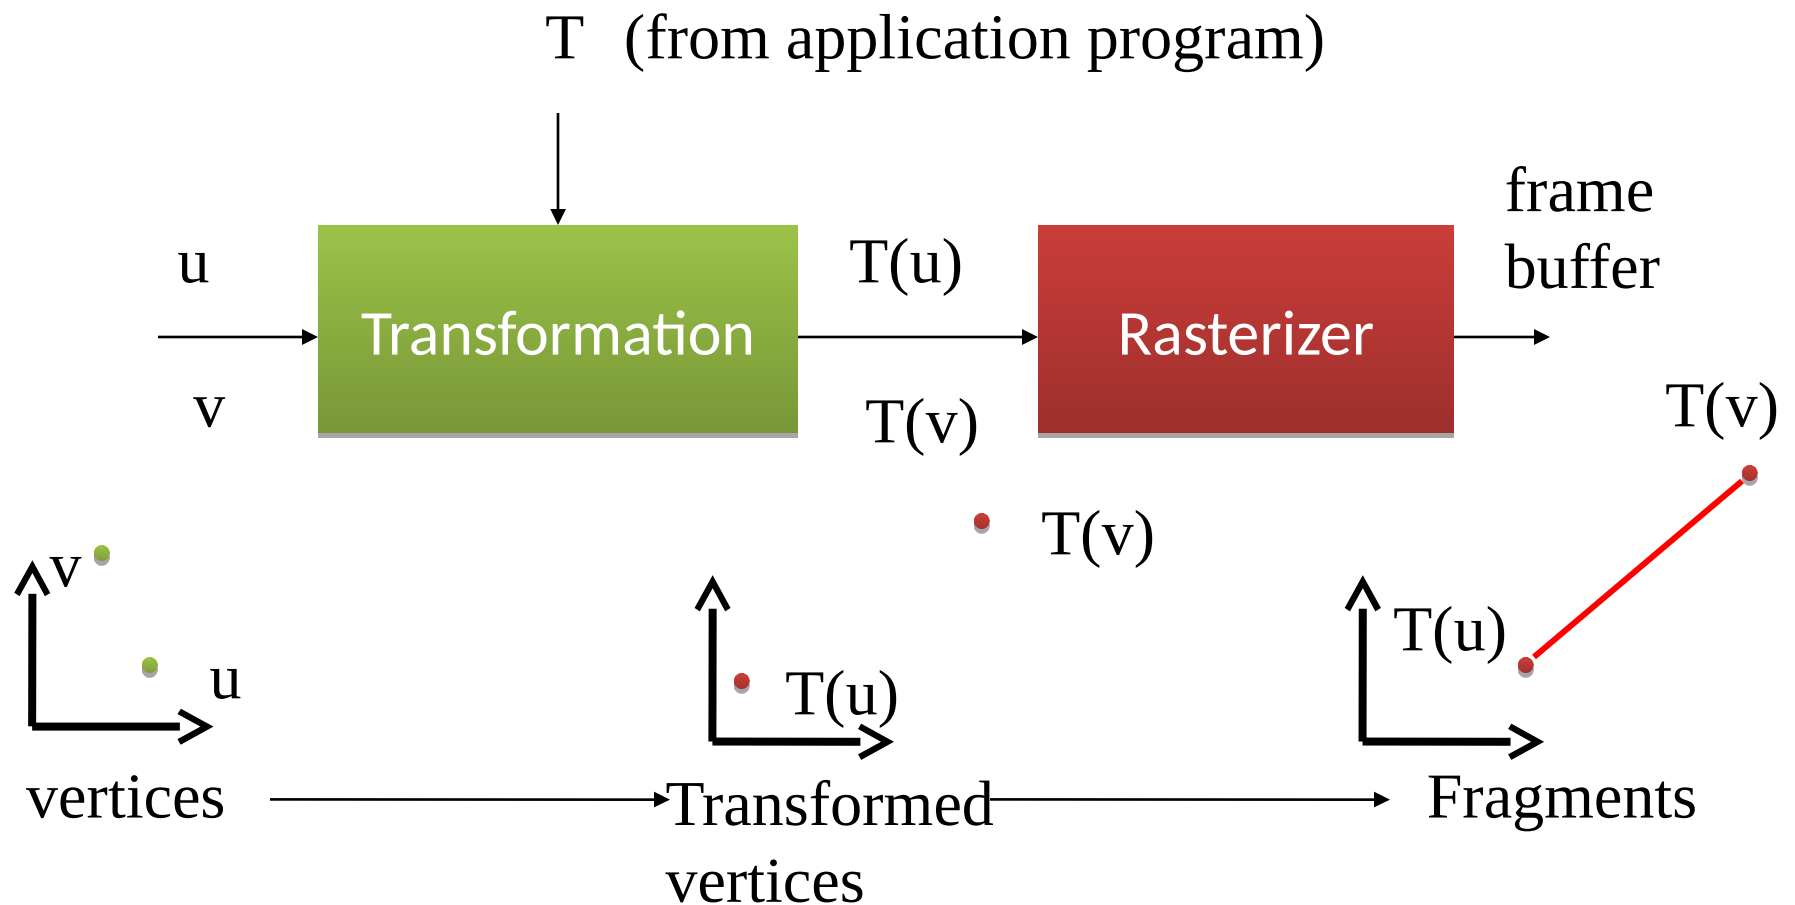 T (from application program)
frame
buffer
u
T(u)
Transformation
Rasterizer
v
T(v)
T(v)
T(v)
v
T(u)
u
T(u)
vertices
Transformed
vertices
Fragments